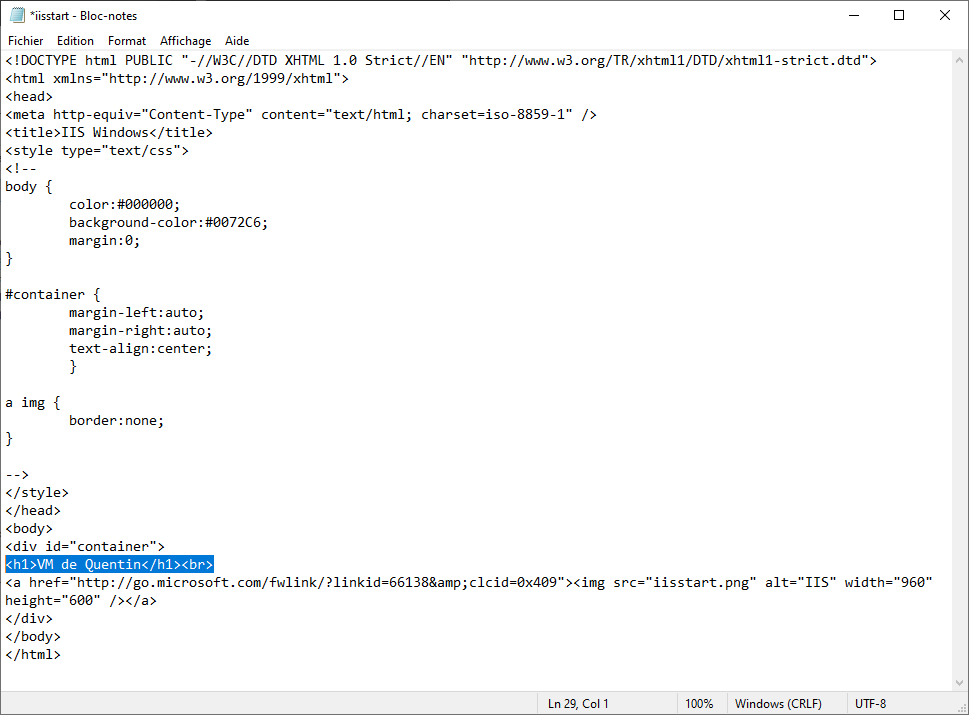 *iisstart - Bloc-notes
Fichier Edition Format Affichage Aide
<!DOCTYPE html PUBLIC "-//W3C//DTD XHTML 1.0 Strict//EN" "http://www.w3.org/TR/xhtml1/DTD/xhtml1-strict.dtd">
<html xmlns="http://www.w3.org/1999/xhtml">
<head>
<meta http-equiv="Content-Type" content="text/html; charset=iso-8859-1" />
<title>IIS Windows</title>
<style type="text/css">
<!--
body {
        color:#000000;
        background-color:#0072C6;
        margin:0;
}

#container {
        margin-left:auto;
        margin-right:auto;
        text-align:center;
        }

a img {
        border:none;
}

-->
</style>
</head>
<body>
<div id="container">
<h1>VM de Quentin</h1><br>
<a href="http://go.microsoft.com/fwlink/?linkid=66138&amp;clcid=0x409"><img src="iisstart.png" alt="IIS" width="960"
height="600" /></a>
</div>
</body>
</html>
Ln 29, Col 1 100% Windows (CRLF) UTF-8